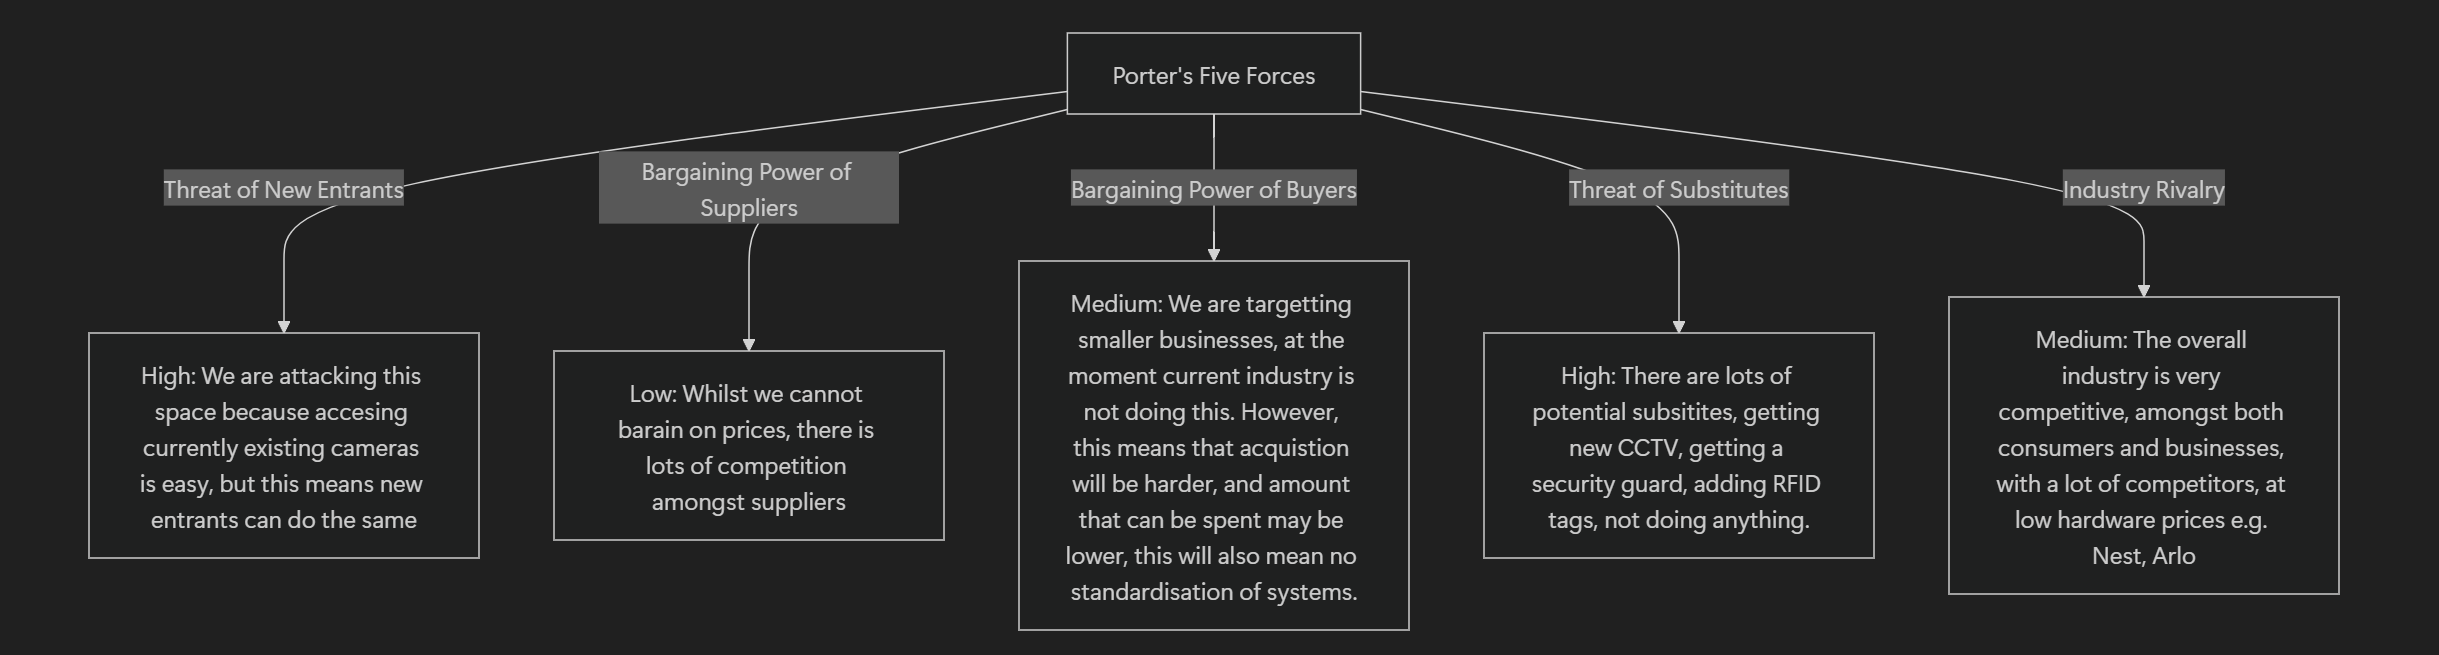 Porter's Five Forces
Threat of New Entrants
Bargaining Power of
Suppliers
Bargaining Power of Buyers
Threat of Substitutes
Industry Rivalry
High: We are attacking this
space because accesing
currently existing cameras
is easy, but this means new
entrants can do the same
Low: Whilst we cannot
barain on prices, there is
lots of competition
amongst suppliers
Medium: We are targetting
smaller businesses, at the
moment current industry is
not doing this. However,
this means that acquistion
will be harder, and amount
that can be spent may be
lower, this will also mean no
standardisation of systems.
High: There are lots of
potential subsitites, getting
new CCTV, getting a
security guard, adding RFID
tags, not doing anything.
Medium: The overall
industry is very
competitive, amongst both
consumers and businesses,
with a lot of competitors, at
low hardware prices e.g.
Nest, Arlo